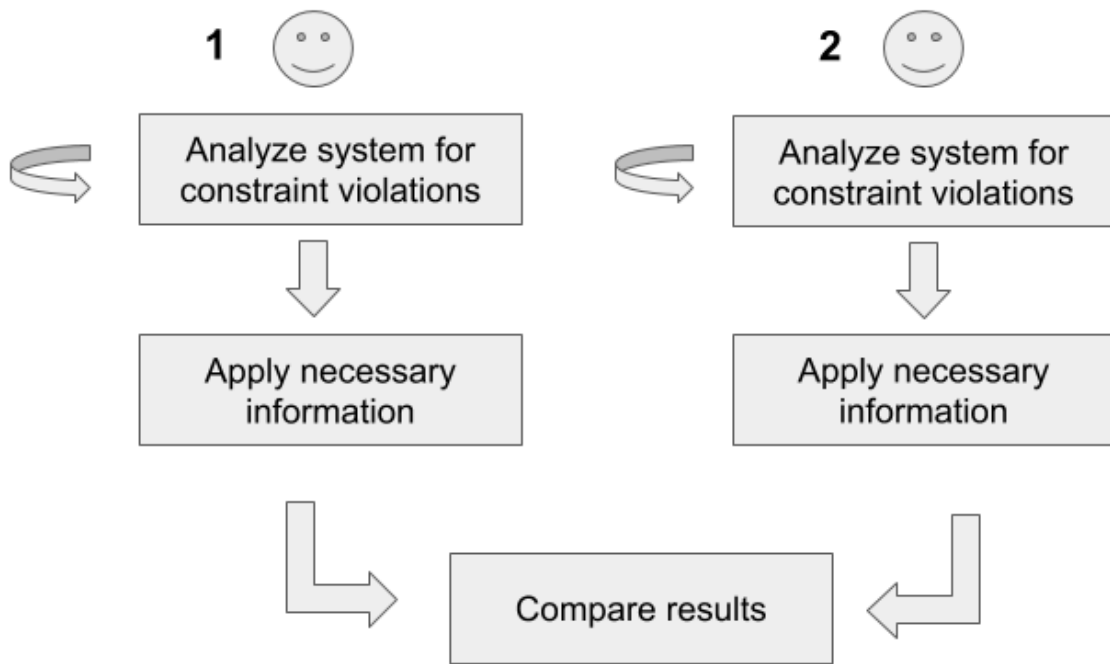 1
Analyze system for
constraint violations
Apply necessary
information
2
Analyze system for
constraint violations
Apply necessary
information
Compare results